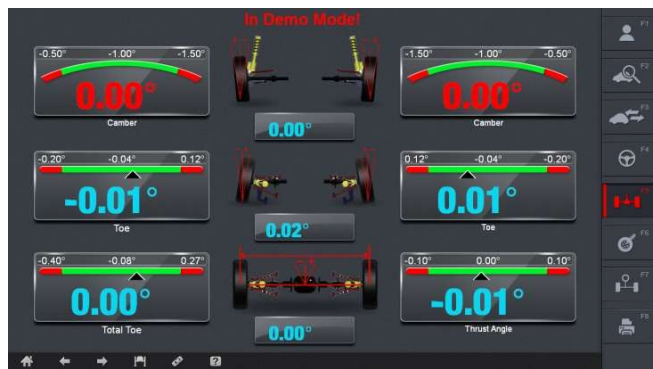 In Demo Mode!
-0.50° -1.00° -1.50°
0.00°
Camber
0.00°
-1.50° -1.00° -0.50°
0.00°
Camber
-0.20° -0.04° 0.12°
-0.01°
Toe
0.02°
0.12° -0.04° -0.20°
0.01°
Toe
-0.40° -0.08° 0.27°
0.00°
Total Toe
0.00°
-0.10° 0.00° 0.10°
-0.01°
Thrust Angle
F1
F2
F3
F4
F5
F6
F7
F8
?